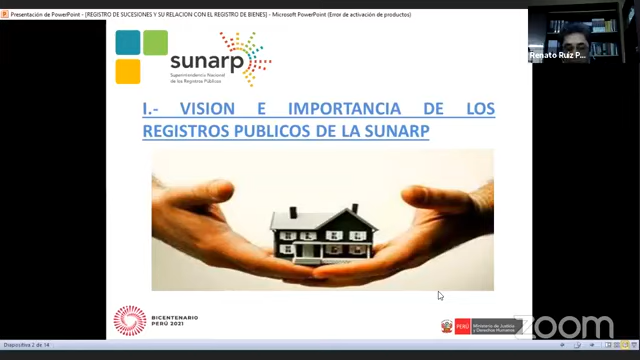 Presentación de PowerPoint - [REGISTRO DE SUCESIONES Y SU RELACION CON EL REGISTRO DE BIENES] - Microsoft PowerPoint (Error de activación de productos)
Renato Ruiz P...
sunarp
Superintendencia Nacional
de los Registros Públicos
I.- VISION E IMPORTANCIA DE LOS
REGISTROS PUBLICOS DE LA SUNARP
BICENTENARIO
PERÚ 2021
PERÚ
Ministerio de Justicia
y Derechos Humanos
zoom
Diapositiva 2 de 14